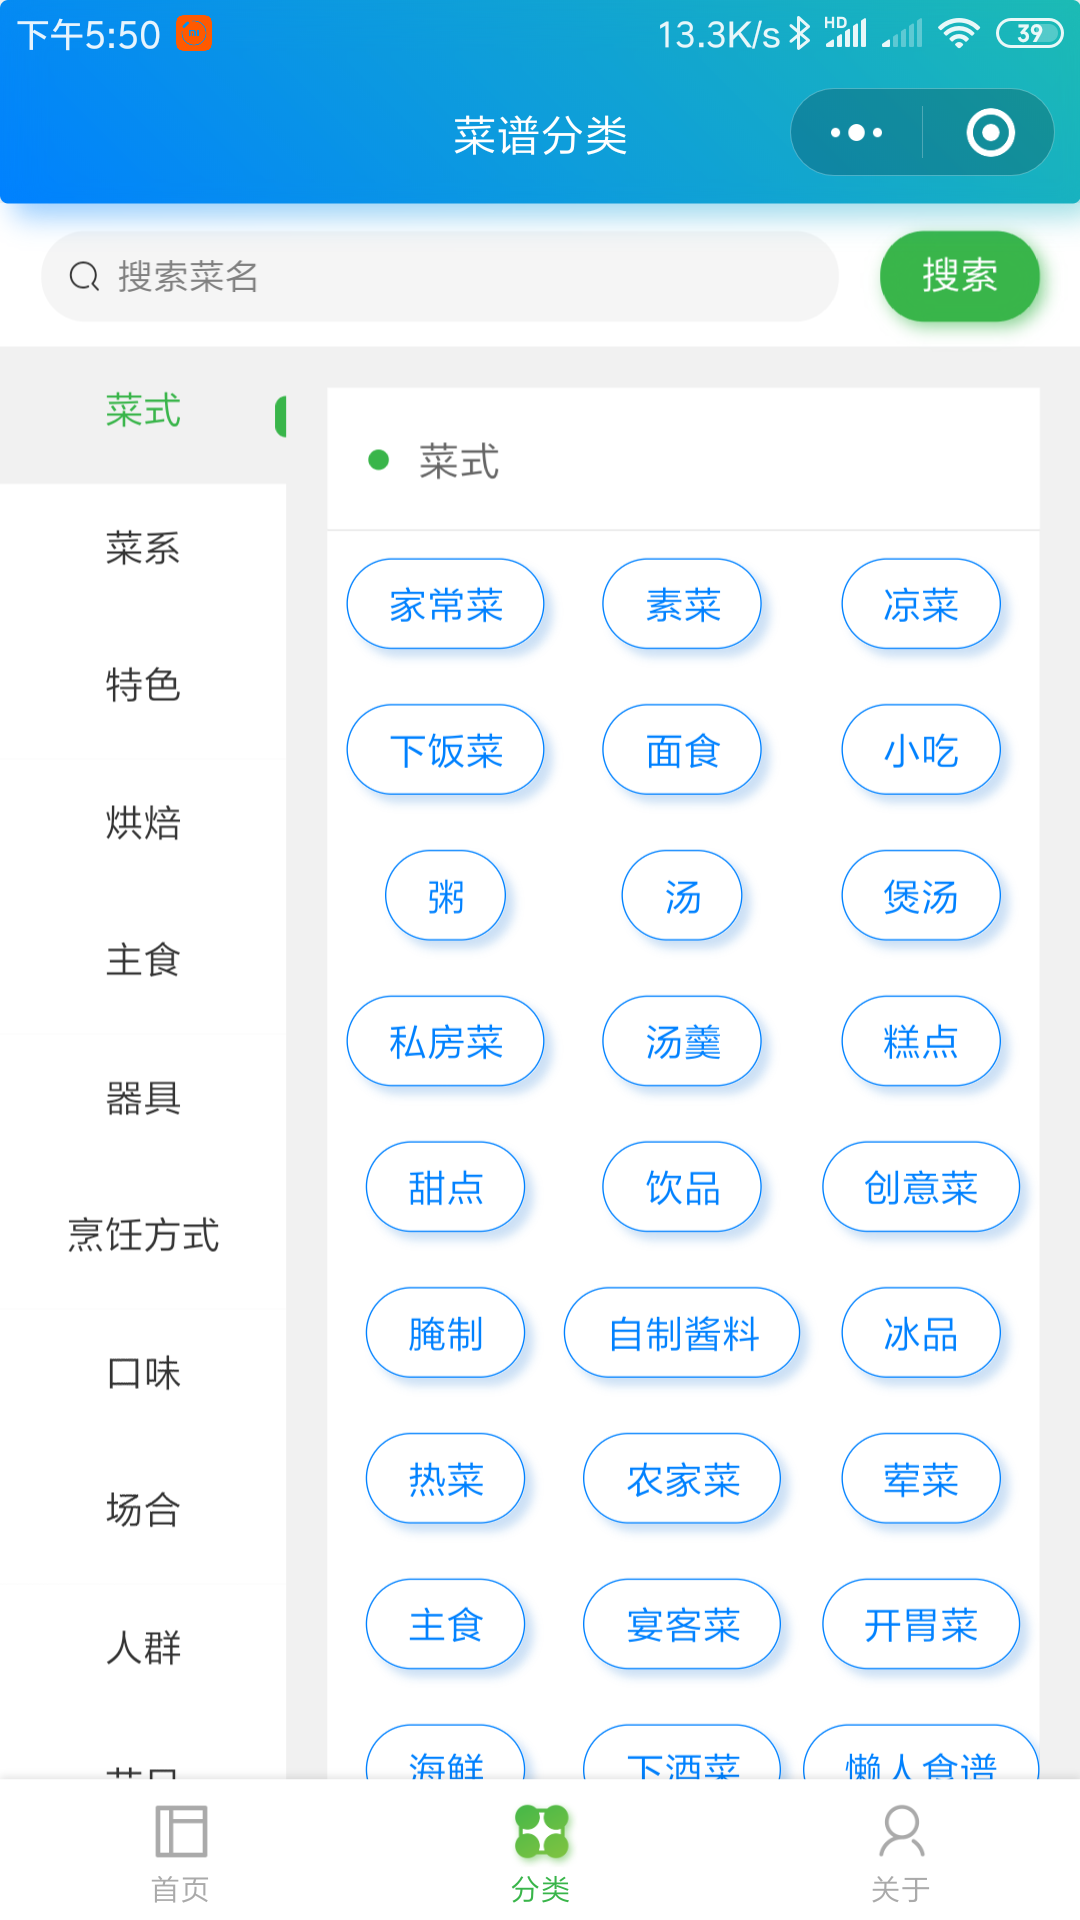 下午5:50
13.3K/s HD 39
菜谱分类
搜索菜名 搜索
菜式
菜系
特色
烘焙
主食
器具
烹饪方式
口味
场合
人群
菜式
家常菜 素菜 凉菜
下饭菜 面食 小吃
粥 汤 煲汤
私房菜 汤羹 糕点
甜点 饮品 创意菜
腌制 自制酱料 冰品
热菜 农家菜 荤菜
主食 宴客菜 开胃菜
海鲜 下酒菜 懒人食谱
首页 分类 关于